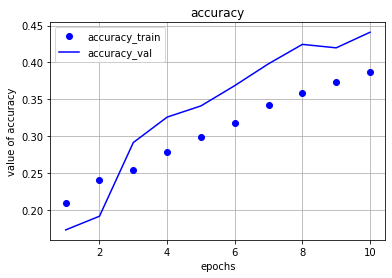 accuracy
accuracy_train
accuracy_val
value of accuracy
0.45
0.40
0.35
0.30
0.25
0.20
2 4 6 8 10
epochs